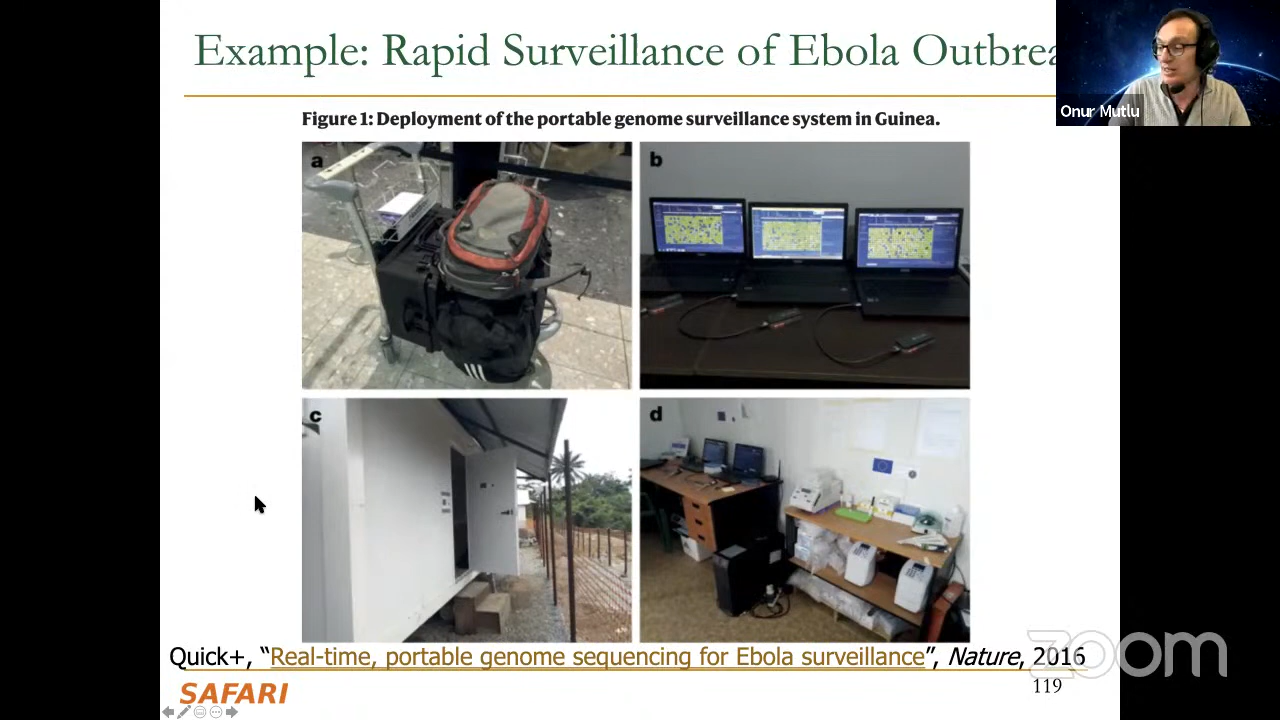 Example: Rapid Surveillance of Ebola Outbrea
Onur Mutlu
Figure 1: Deployment of the portable genome surveillance system in Guinea.
a
b
c
d
Quick+, “Real-time, portable genome sequencing for Ebola surveillance”, Nature, 2016
zoom
SAFARI
119